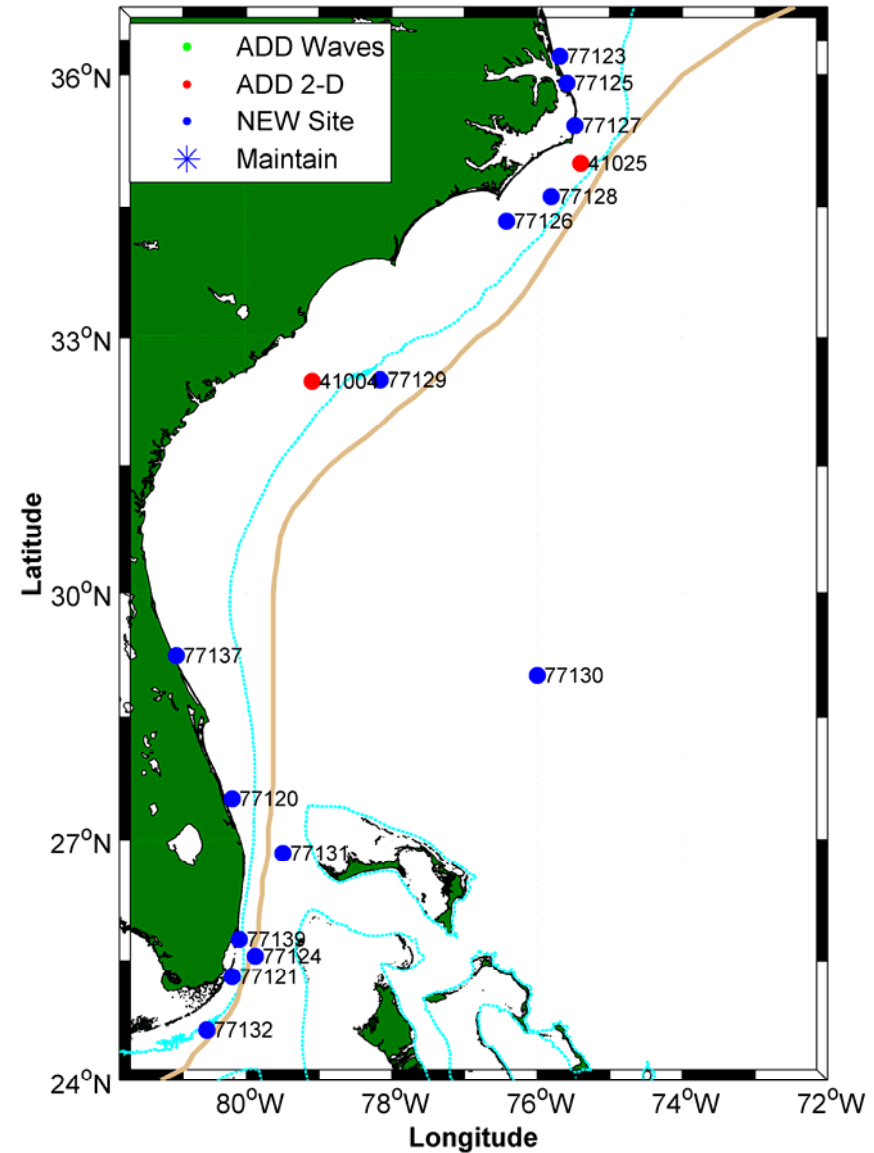 ADD Waves
ADD 2-D
NEW Site
Maintain
77123
77125
77127
41025
77128
77126
41004
77129
77137
77130
77120
77131
77139
77124
77121
77132
36°N
33°N
30°N
27°N
24°N
Latitude
80°W
78°W
76°W
74°W
72°W
Longitude